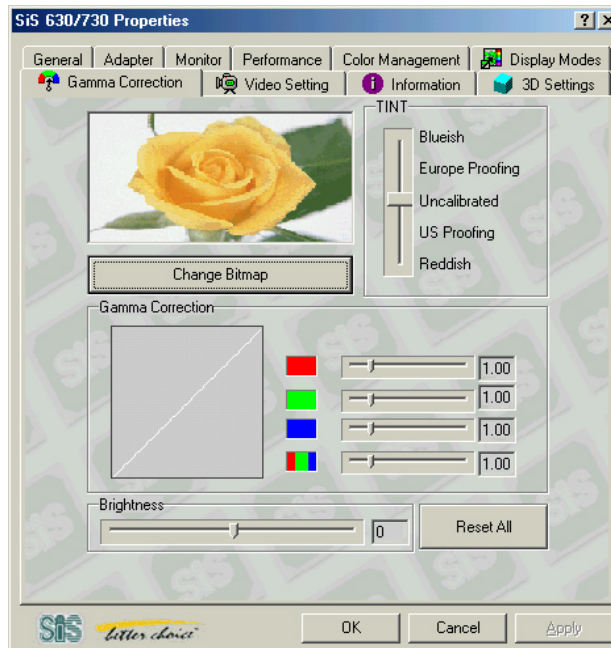 SiS 630/730 Properties
General Adapter Monitor Performance Color Management Display Modes
Gamma Correction Video Setting Information 3D Settings
TINT
Blueish
Europe Proofing
Uncalibrated
US Proofing
Reddish
Change Bitmap
Gamma Correction
1.00
1.00
1.00
1.00
Brightness
0
Reset All
SiS better choice
OK Cancel Apply